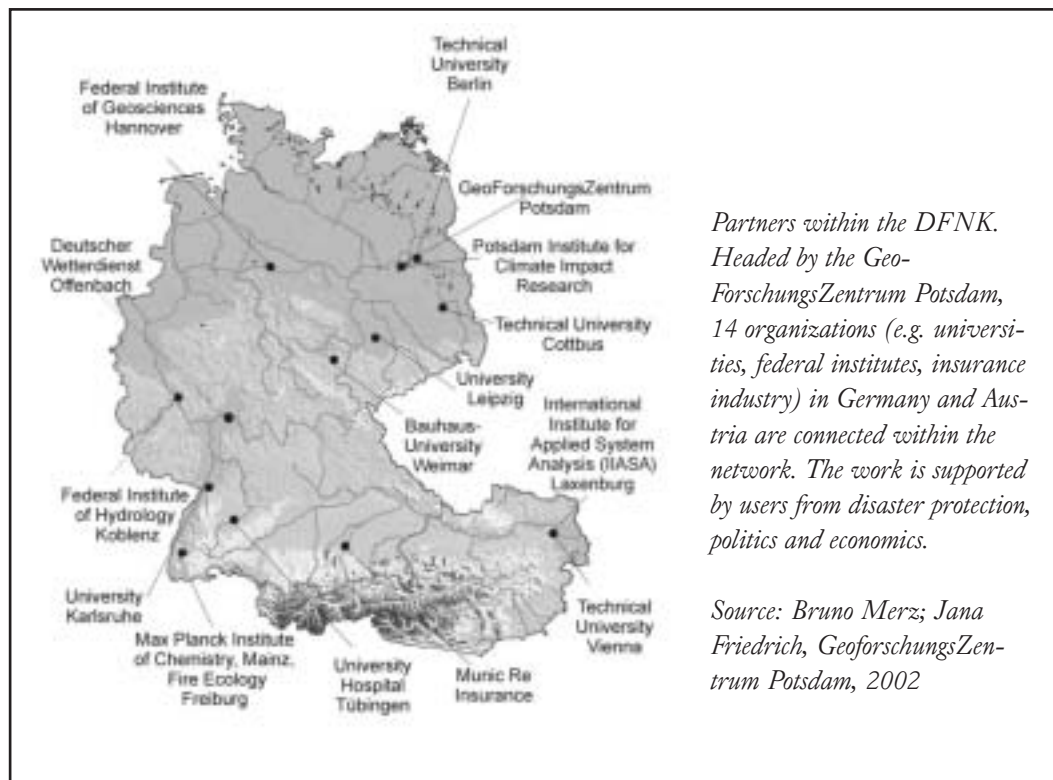 Technical
University
Berlin
Federal Institute
of Geosciences
Hannover
GeoForschungsZentrum
Potsdam
Deutscher
Wetterdienst
Offenbach
Potsdam Institute for
Climate Impact
Research
Technical University
Cottbus
University
Leipzig
International
Institute for
Applied System
Analysis (IIASA)
Laxenburg
Bauhaus-
University
Weimar
Federal Institute
of Hydrology
Koblenz
University
Karlsruhe
Max Planck Institute
of Chemistry, Mainz,
Fire Ecology
Freiburg
University
Hospital
Tübingen
Munic Re
Insurance
Technical
University
Vienna
Partners within the DFNK.
Headed by the Geo-
ForschungsZentrum Potsdam,
14 organizations (e.g. universi-
ties, federal institutes, insurance
industry) in Germany and Aus-
tria are connected within the
network. The work is supported
by users from disaster protection,
politics and economics.
Source: Bruno Merz; Jana
Friedrich, GeoforschungsZen-
trum Potsdam, 2002